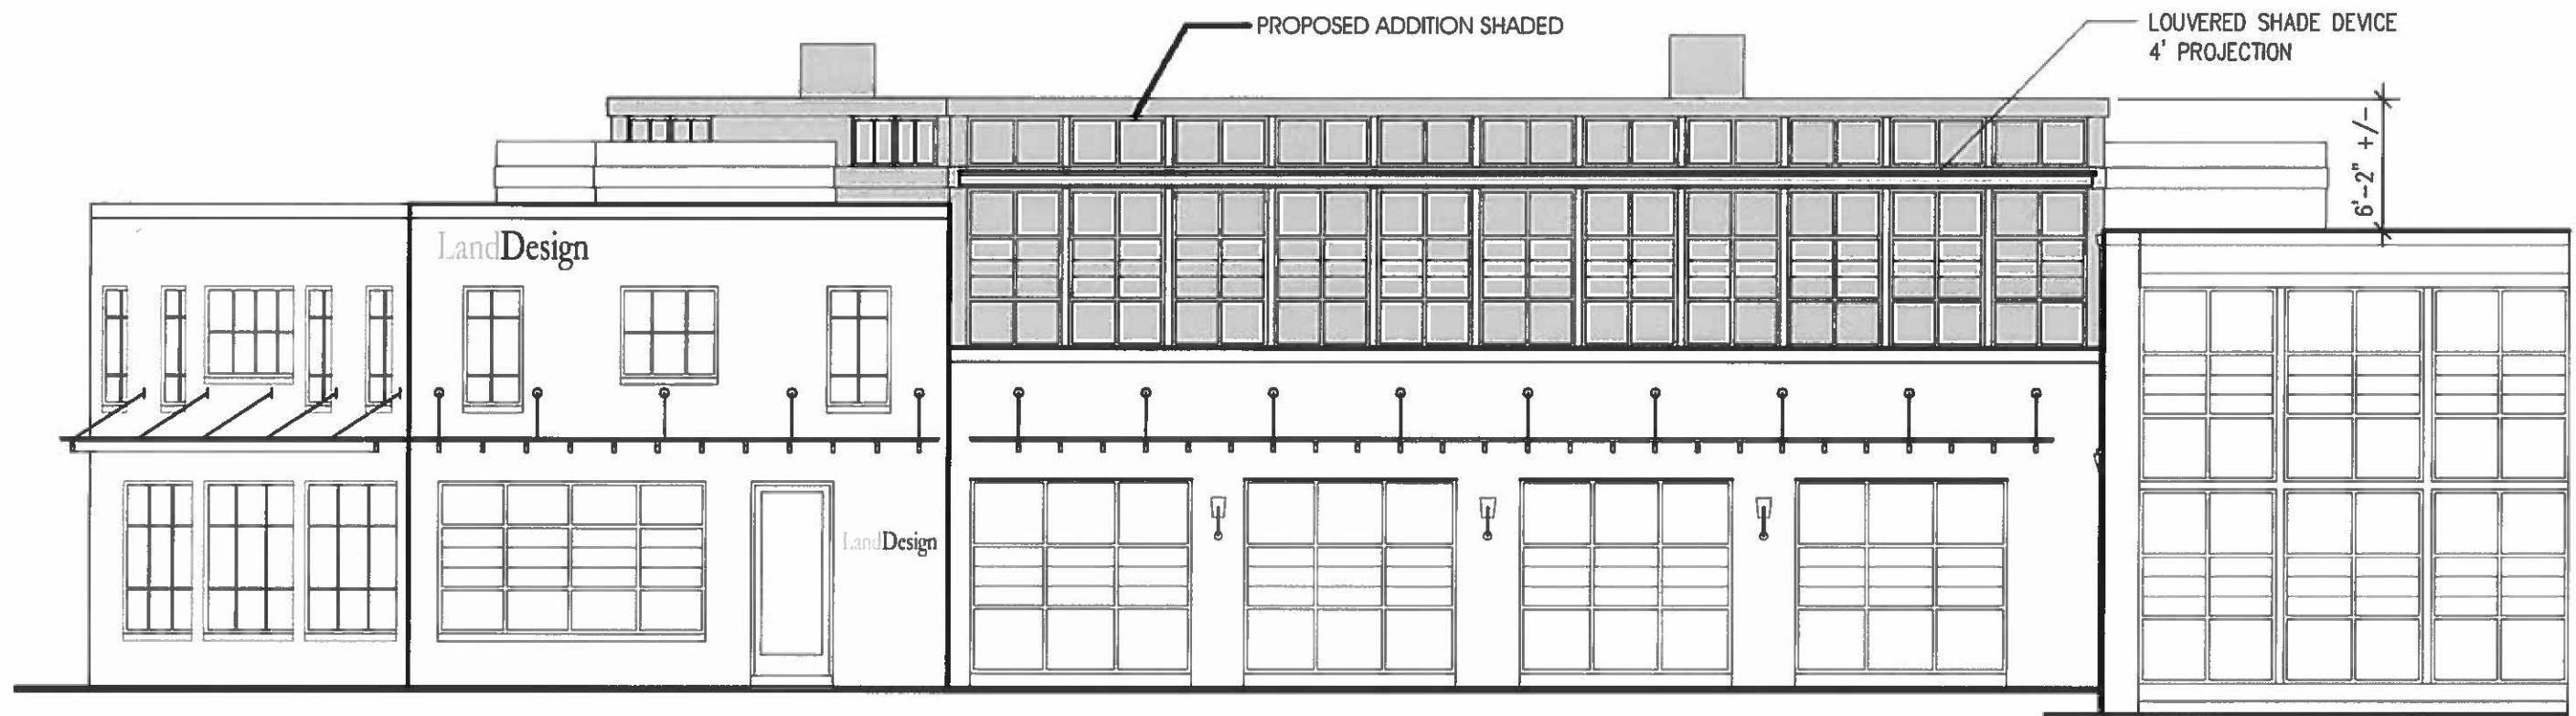 PROPOSED ADDITION SHADED
LOUVERED SHADE DEVICE
4' PROJECTION
6'-2" +/-
LandDesign
LandDesign